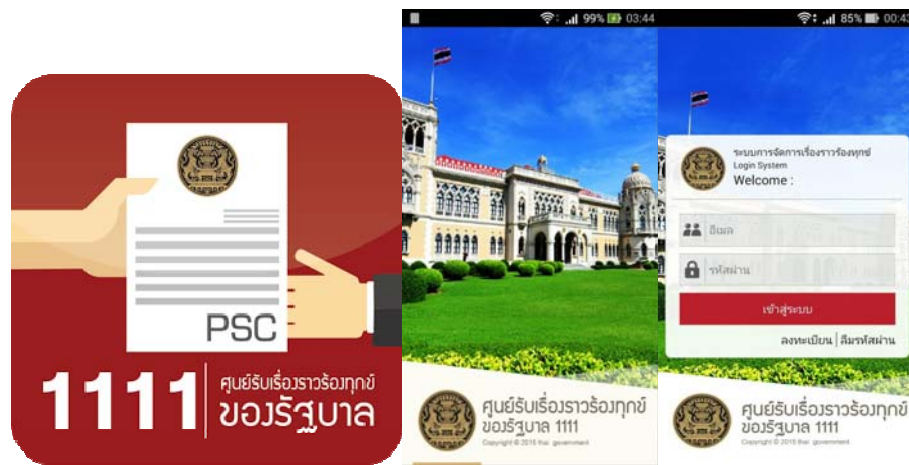 PSC
1111
ศูนย์รับเรื่องราวร้องทุกข์
ของรัฐบาล
99% 03:44
ศูนย์รับเรื่องราวร้องทุกข์
ของรัฐบาล 1111
Copyright © 2015 thai government
85% 00:43
ระบบการจัดการเรื่องราวร้องทุกข์
Login System
Welcome :
อีเมล
รหัสผ่าน
เข้าสู่ระบบ
ลงทะเบียน | ลืมรหัสผ่าน
ศูนย์รับเรื่องราวร้องทุกข์
ของรัฐบาล 1111
Copyright © 2015 thai government